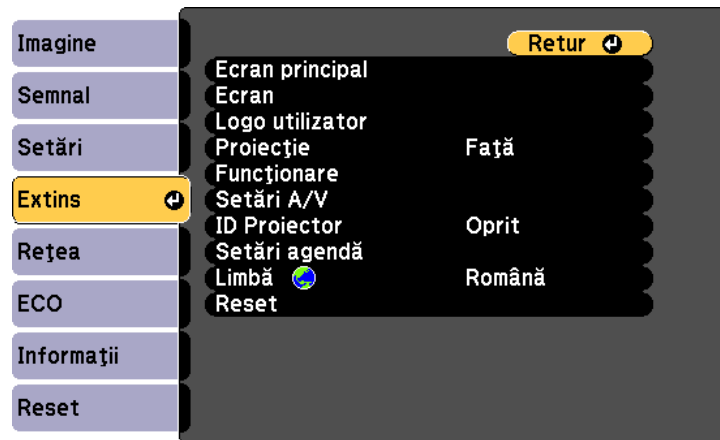 Imagine
Semnal
Setări
Extins
Reţea
ECO
Informaţii
Reset
Retur
Ecran principal
Ecran
Logo utilizator
Proiecţie Faţă
Funcţionare
Setări A/V
ID Proiector Oprit
Setări agendă
Limbă Română
Reset